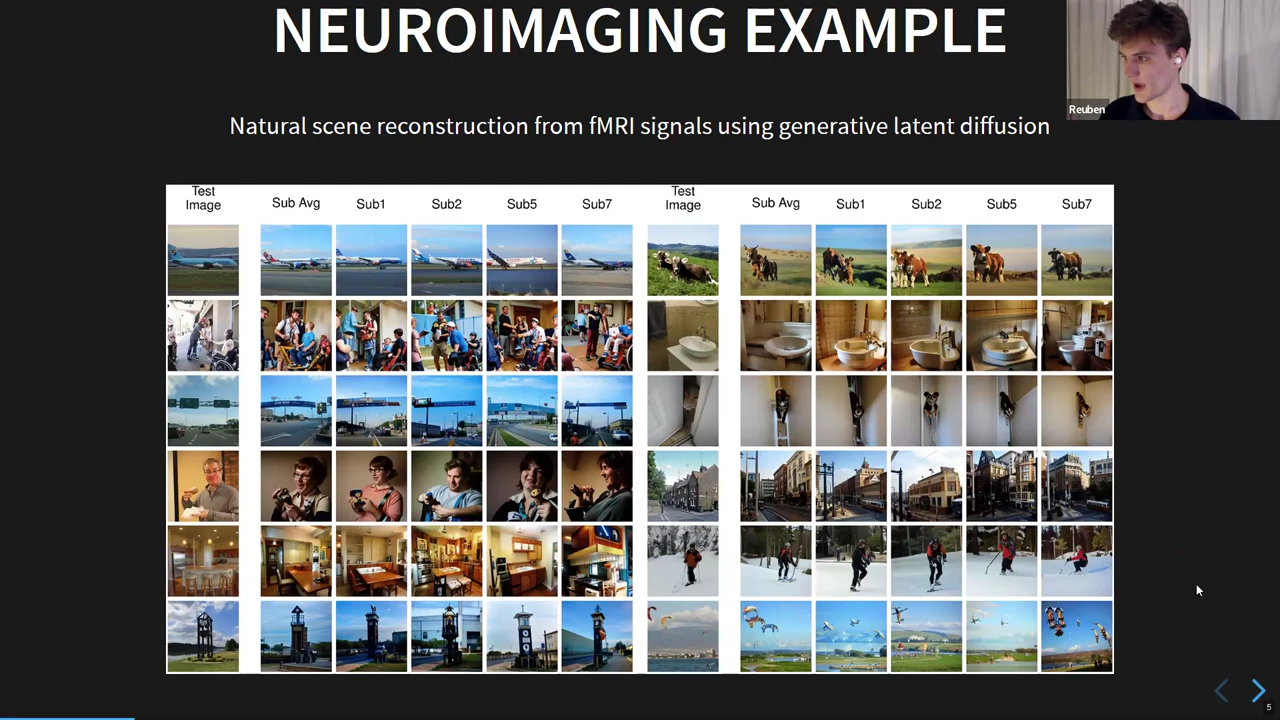 NEUROIMAGING EXAMPLE
Reuben
Natural scene reconstruction from fMRI signals using generative latent diffusion
Test Image Sub Avg Sub1 Sub2 Sub5 Sub7 Test Image Sub Avg Sub1 Sub2 Sub5 Sub7
5